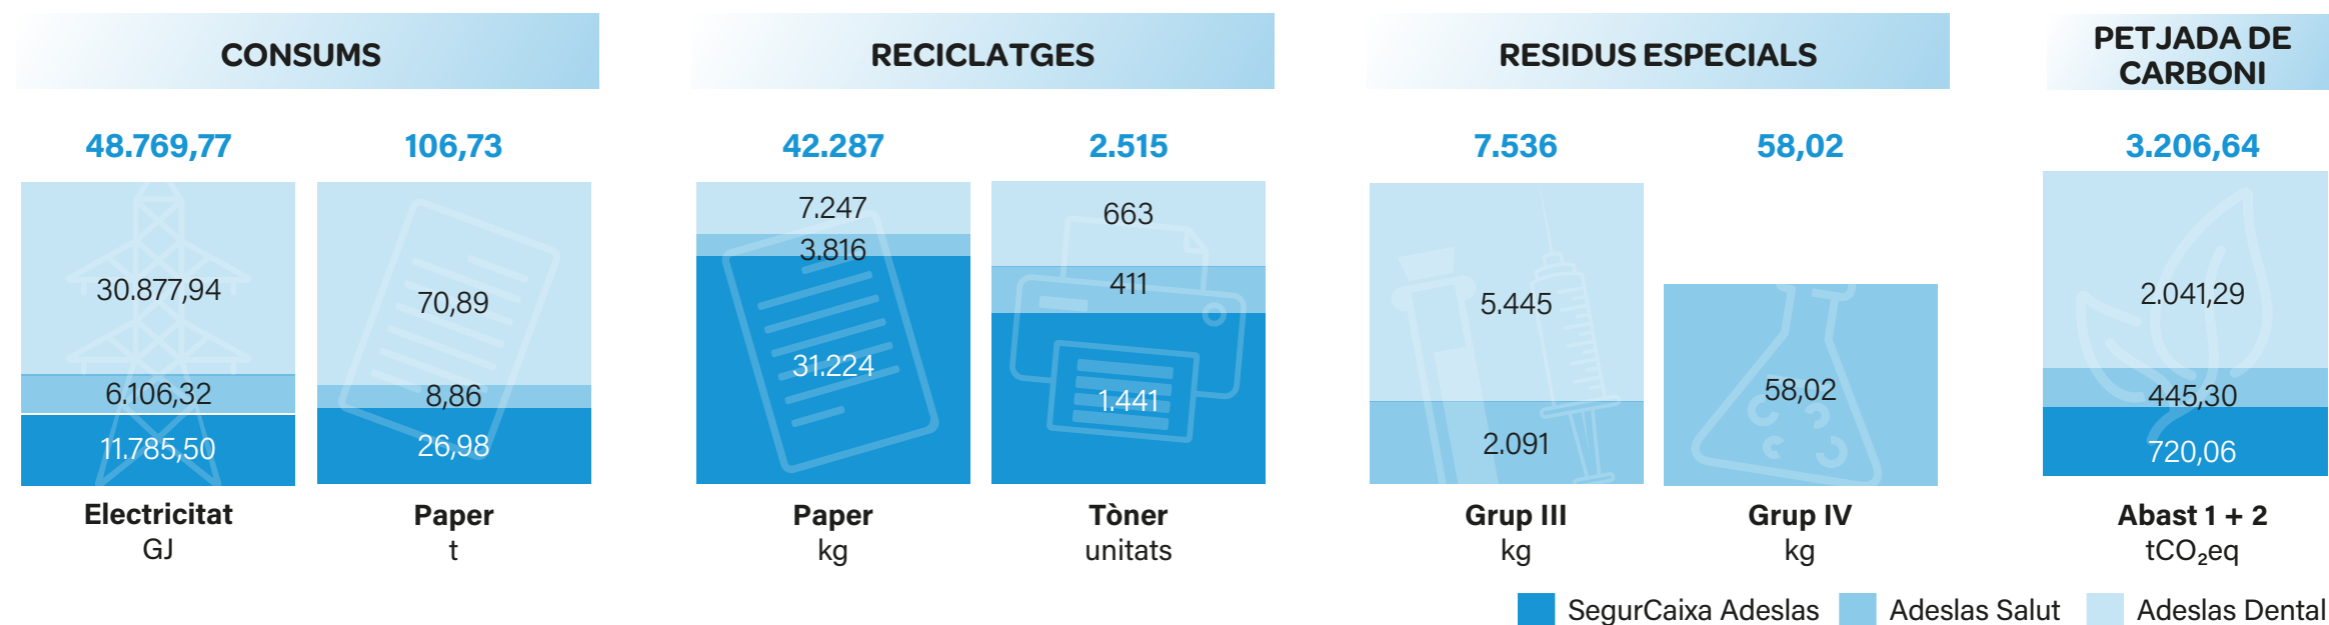 CONSUMS
48.769,77
106,73
30.877,94
6.106,32
11.785,50
Electricitat
GJ
70,89
8,86
26,98
Paper
t
RECICLATGES
42.287
2.515
7.247
3.816
31.224
Paper
kg
663
411
1.441
Tòner
unitats
RESIDUS ESPECIALS
7.536
58,02
5.445
2.091
Grup III
kg
58,02
Grup IV
kg
PETJADA DE
CARBONI
3.206,64
2.041,29
445,30
720,06
Abast 1 + 2
tCO₂eq
SegurCaixa Adeslas
Adeslas Salut
Adeslas Dental